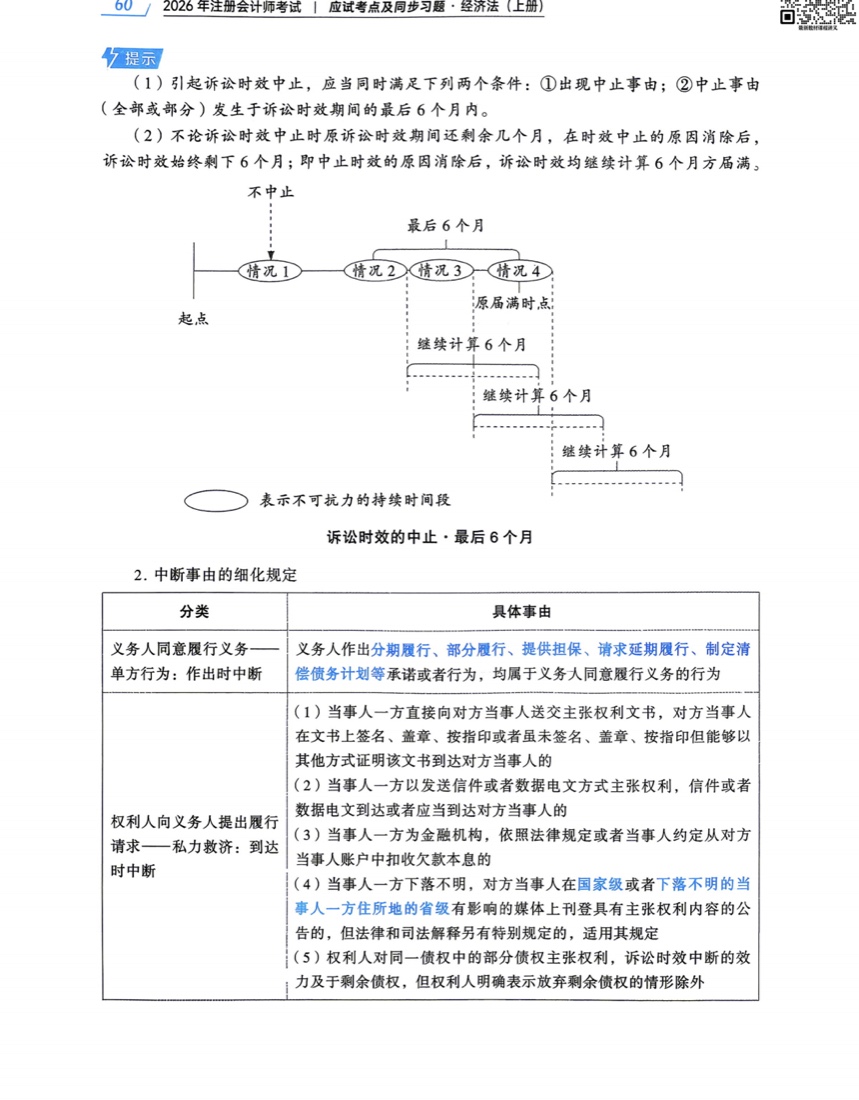 60 2026 年注册会计师考试 | 应试考点及同步习题·经济法（上册）
提示
（1）引起诉讼时效中止，应当同时满足下列两个条件：①出现中止事由；②中止事由
（全部或部分）发生于诉讼时效期间的最后 6 个月内。
（2）不论诉讼时效中止时原诉讼时效期间还剩余几个月，在时效中止的原因消除后，
诉讼时效始终剩下 6 个月；即中止时效的原因消除后，诉讼时效均继续计算 6 个月方届满。
不中止
最后 6 个月
情况 1
情况 2
情况 3
情况 4
原届满时点
起点
继续计算 6 个月
继续计算 6 个月
继续计算 6 个月
表示不可抗力的持续时间段
诉讼时效的中止·最后 6 个月
2. 中断事由的细化规定
分类
具体事由
义务人同意履行义务——
单方行为：作出时中断
义务人作出分期履行、部分履行、提供担保、请求延期履行、制定清
偿债务计划等承诺或者行为，均属于义务人同意履行义务的行为
权利人向义务人提出履行
请求——私力救济：到达
时中断
（1）当事人一方直接向对方当事人送交主张权利文书，对方当事人
在文书上签名、盖章、按指印或者虽未签名、盖章、按指印但能够以
其他方式证明该文书到达对方当事人的
（2）当事人一方以发送信件或者数据电文方式主张权利，信件或者
数据电文到达或者应当到达对方当事人的
（3）当事人一方为金融机构，依照法律规定或者当事人约定从对方
当事人账户中扣收欠款本息的
（4）当事人一方下落不明，对方当事人在国家级或者下落不明的当
事人一方住所地的省级有影响的媒体上刊登具有主张权利内容的公
告的，但法律和司法解释另有特别规定的，适用其规定
（5）权利人对同一债权中的部分债权主张权利，诉讼时效中断的效
力及于剩余债权，但权利人明确表示放弃剩余债权的情形除外